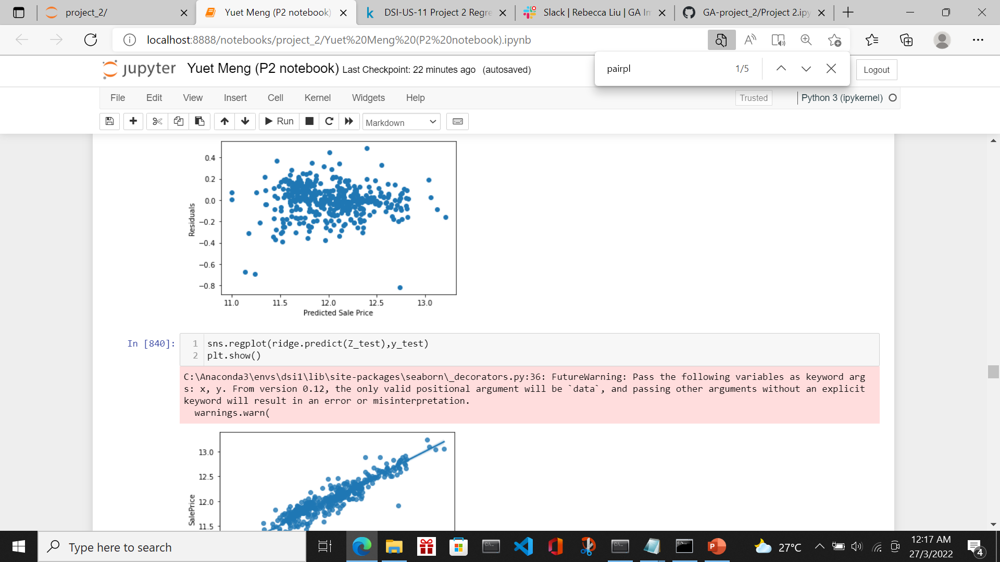 project_2/
Yuet Meng (P2 notebook)
DSI-US-11 Project 2 Regre
Slack | Rebecca Liu | GA Im
GA-project_2/Project 2.ipy
localhost:8888/notebooks/project_2/Yuet%20Meng%20(P2%20notebook).ipynb
pairpl 1/5
jupyter Yuet Meng (P2 notebook) Last Checkpoint: 22 minutes ago (autosaved)
Logout
File Edit View Insert Cell Kernel Widgets Help
Trusted Python 3 (ipykernel)
Run Markdown
0.4
0.2
0.0
−0.2
−0.4
−0.6
−0.8
Residuals
11.0 11.5 12.0 12.5 13.0
Predicted Sale Price
In [840]:
1 sns.regplot(ridge.predict(Z_test),y_test)
2 plt.show()
C:\Anaconda3\envs\dsi1\lib\site-packages\seaborn\_decorators.py:36: FutureWarning: Pass the following variables as keyword arg
s: x, y. From version 0.12, the only valid positional argument will be `data`, and passing other arguments without an explicit
keyword will result in an error or misinterpretation.
warnings.warn(
13.0
12.5
12.0
11.5
SalePrice
Type here to search
27°C
12:17 AM
27/3/2022
4